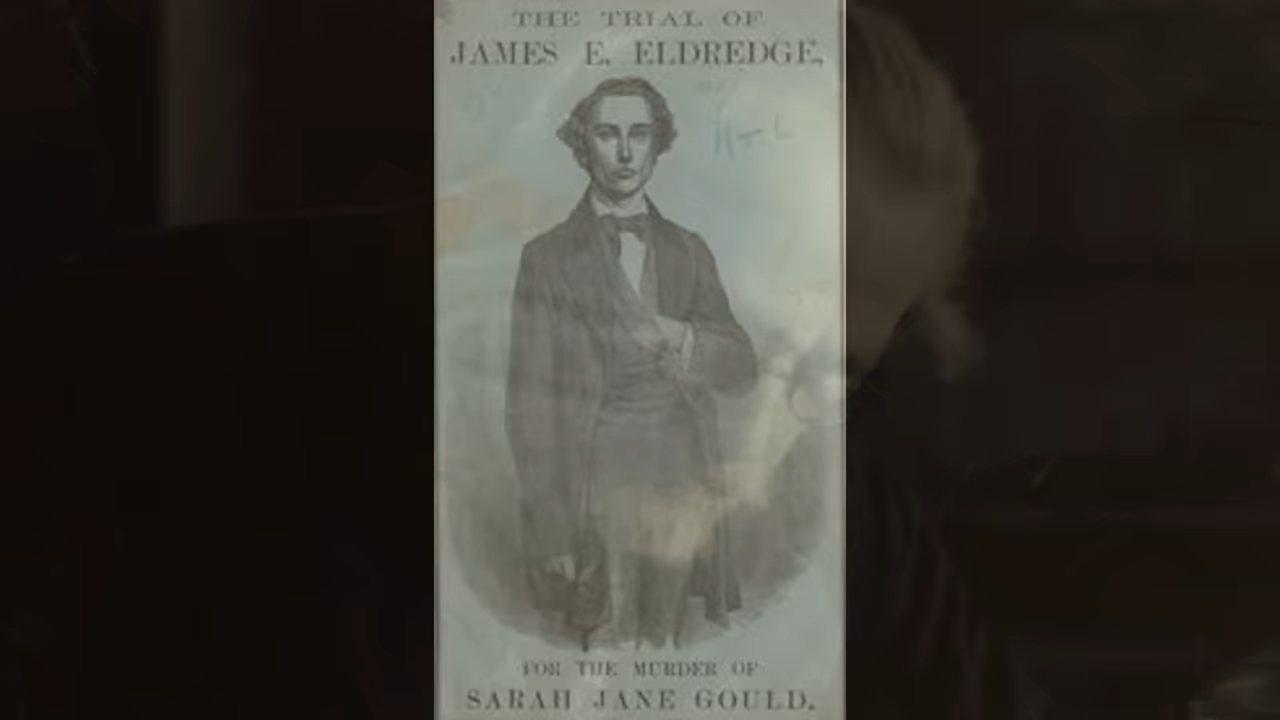 THE TRIAL OF
JAMES E. ELDREDGE,
FOR THE MURDER OF
SARAH JANE GOULD.